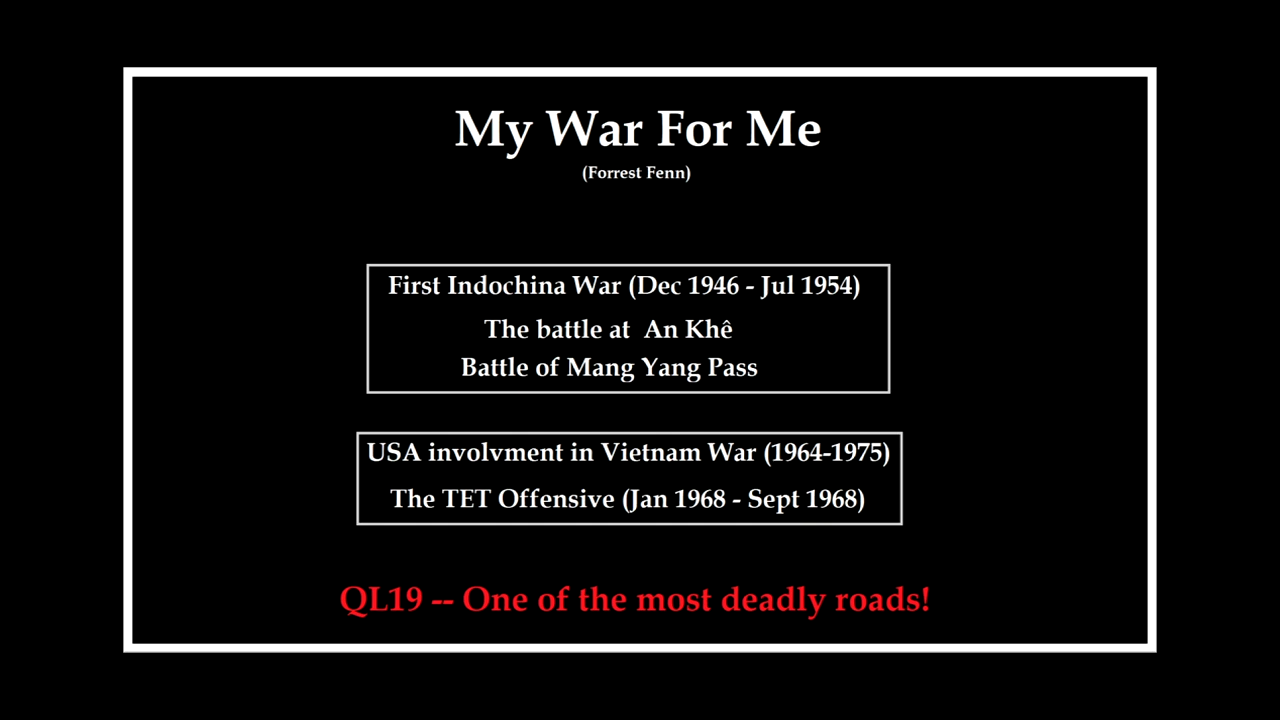 My War For Me
(Forrest Fenn)
First Indochina War (Dec 1946 - Jul 1954)
The battle at An Khê
Battle of Mang Yang Pass
USA involvment in Vietnam War (1964-1975)
The TET Offensive (Jan 1968 - Sept 1968)
QL19 -- One of the most deadly roads!